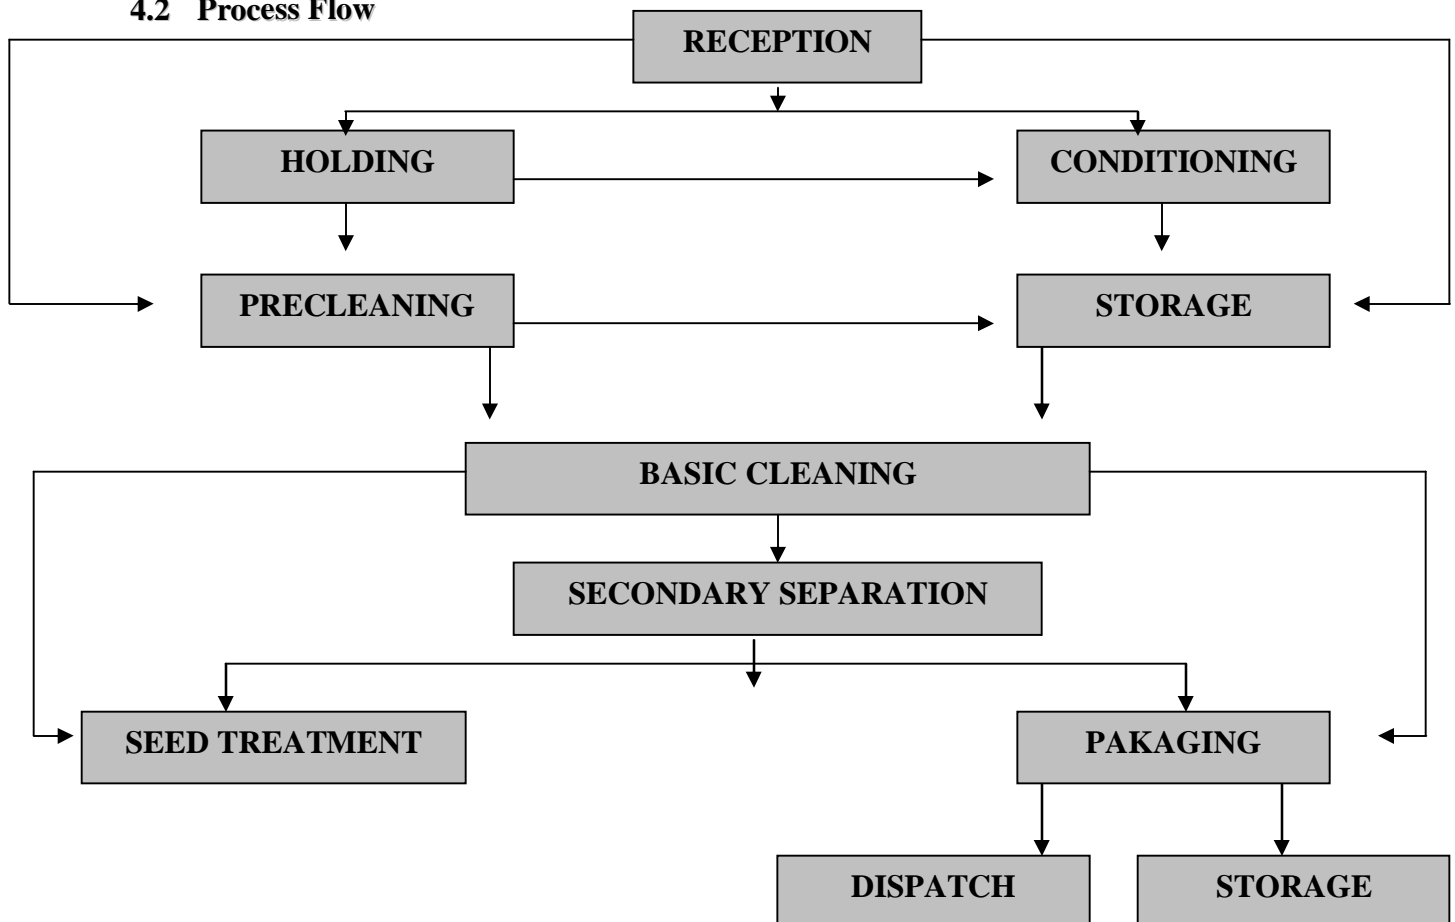 4.2 Process Flow
RECEPTION
HOLDING
CONDITIONING
PRECLEANING
STORAGE
BASIC CLEANING
SECONDARY SEPARATION
SEED TREATMENT
PAKAGING
DISPATCH
STORAGE